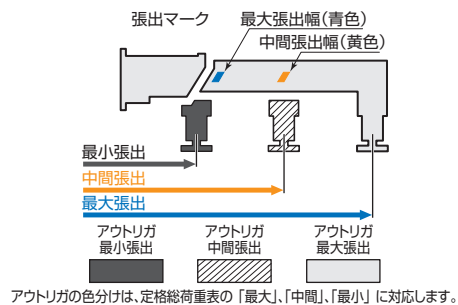 張出マーク
最大張出幅(青色)
中間張出幅(黄色)
最小張出
中間張出
最大張出
アウトリガ
最小張出
アウトリガ
中間張出
アウトリガ
最大張出
アウトリガの色分けは、定格総荷重表の「最大」、「中間」、「最小」に対応します。